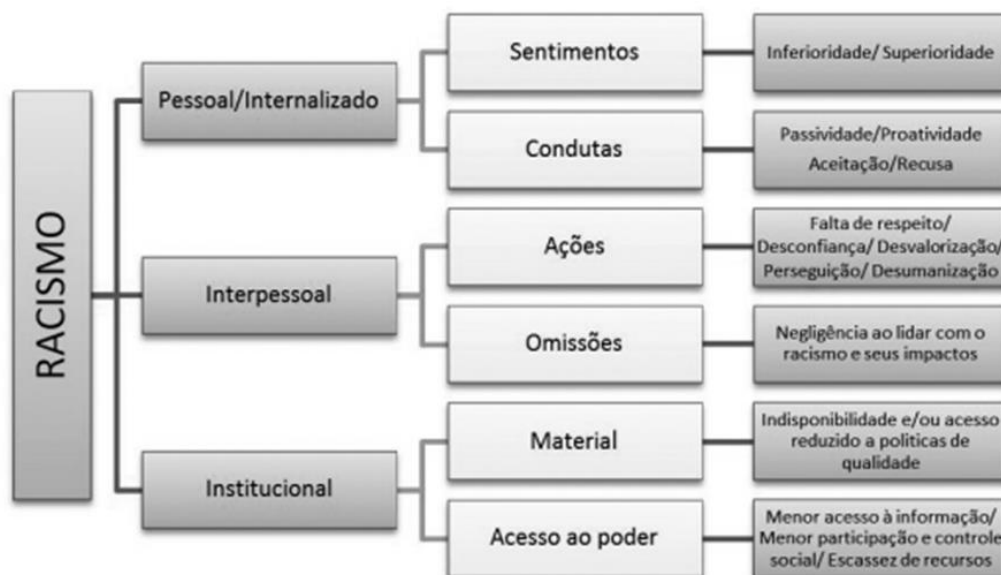 RACISMO
Pessoal/Internalizado
Sentimentos
Inferioridade/ Superioridade
Condutas
Passividade/Proatividade
Aceitação/Recusa
Interpessoal
Ações
Falta de respeito/
Desconfiança/ Desvalorização/
Perseguição/ Desumanização
Omissões
Negligência ao lidar com o
racismo e seus impactos
Institucional
Material
Indisponibilidade e/ou acesso
reduzido a politicas de
qualidade
Acesso ao poder
Menor acesso à informação/
Menor participação e controle
social/ Escassez de recursos